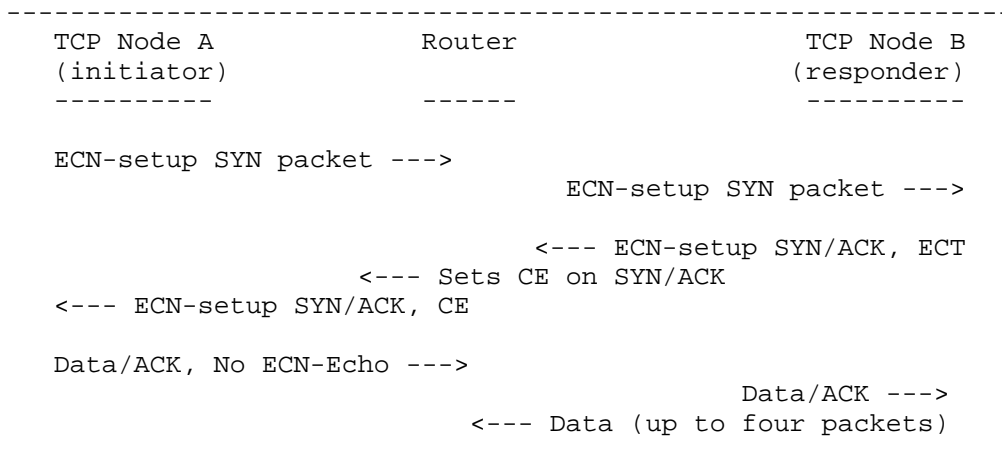 ---------------------------------------------------------------
TCP Node A Router TCP Node B
(initiator) (responder)
---------- ------ ----------
ECN-setup SYN packet --->
ECN-setup SYN packet --->
<--- ECN-setup SYN/ACK, ECT
<--- Sets CE on SYN/ACK
<--- ECN-setup SYN/ACK, CE
Data/ACK, No ECN-Echo --->
Data/ACK --->
<--- Data (up to four packets)